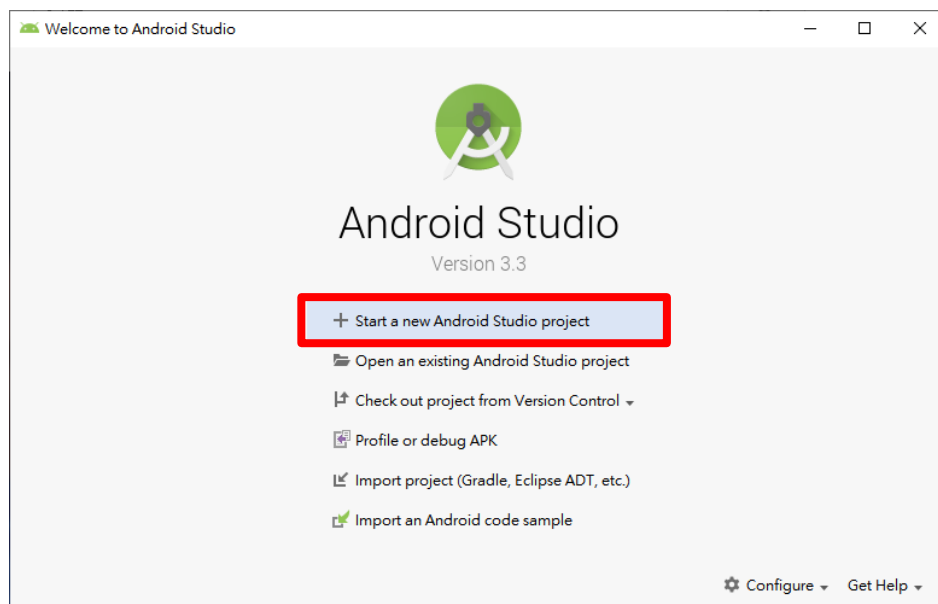 Welcome to Android Studio
Android Studio
Version 3.3
Start a new Android Studio project
Open an existing Android Studio project
Check out project from Version Control
Profile or debug APK
Import project (Gradle, Eclipse ADT, etc.)
Import an Android code sample
Configure Get Help